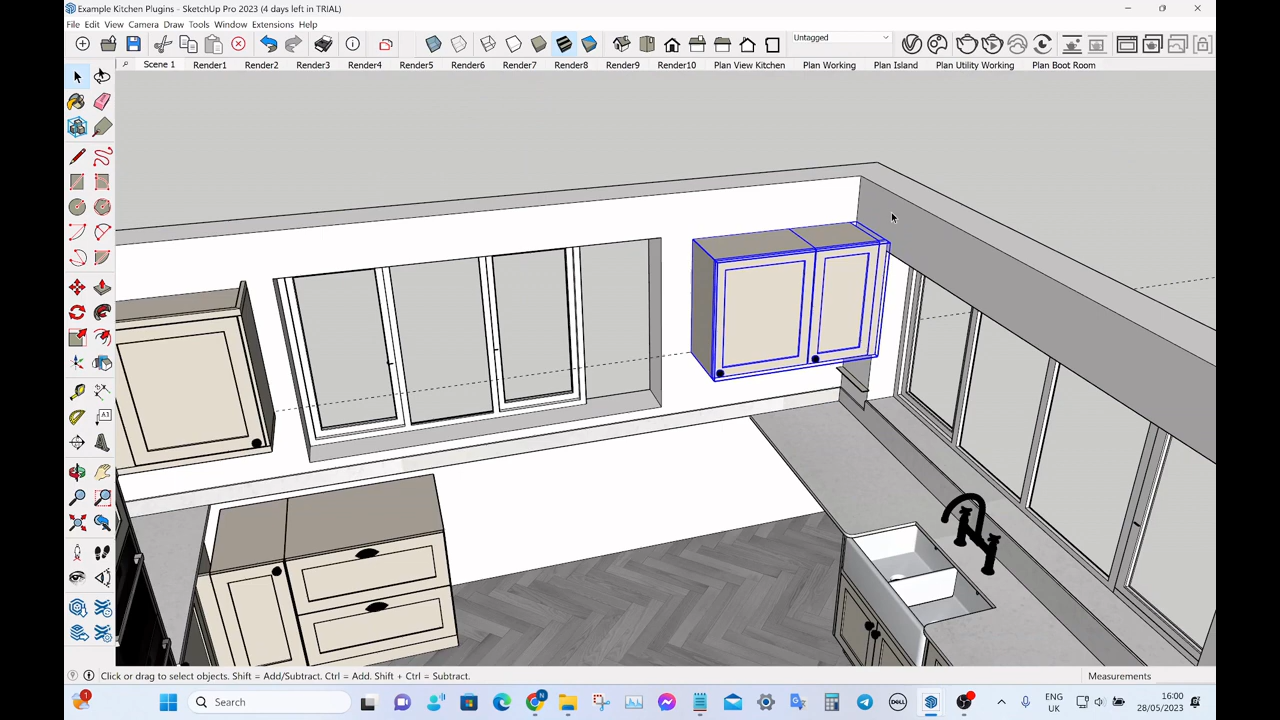 Example Kitchen Plugins - SketchUp Pro 2023 (4 days left in TRIAL)
File Edit View Camera Draw Tools Window Extensions Help
Untagged
Scene 1 Render1 Render2 Render3 Render4 Render5 Render6 Render7 Render8 Render9 Render10 Plan View Kitchen Plan Working Plan Island Plan Utility Working Plan Boot Room
Click or drag to select objects. Shift = Add/Subtract. Ctrl = Add. Shift + Ctrl = Subtract. Measurements
1 Search N DELL ENG UK 16:00 28/05/2023